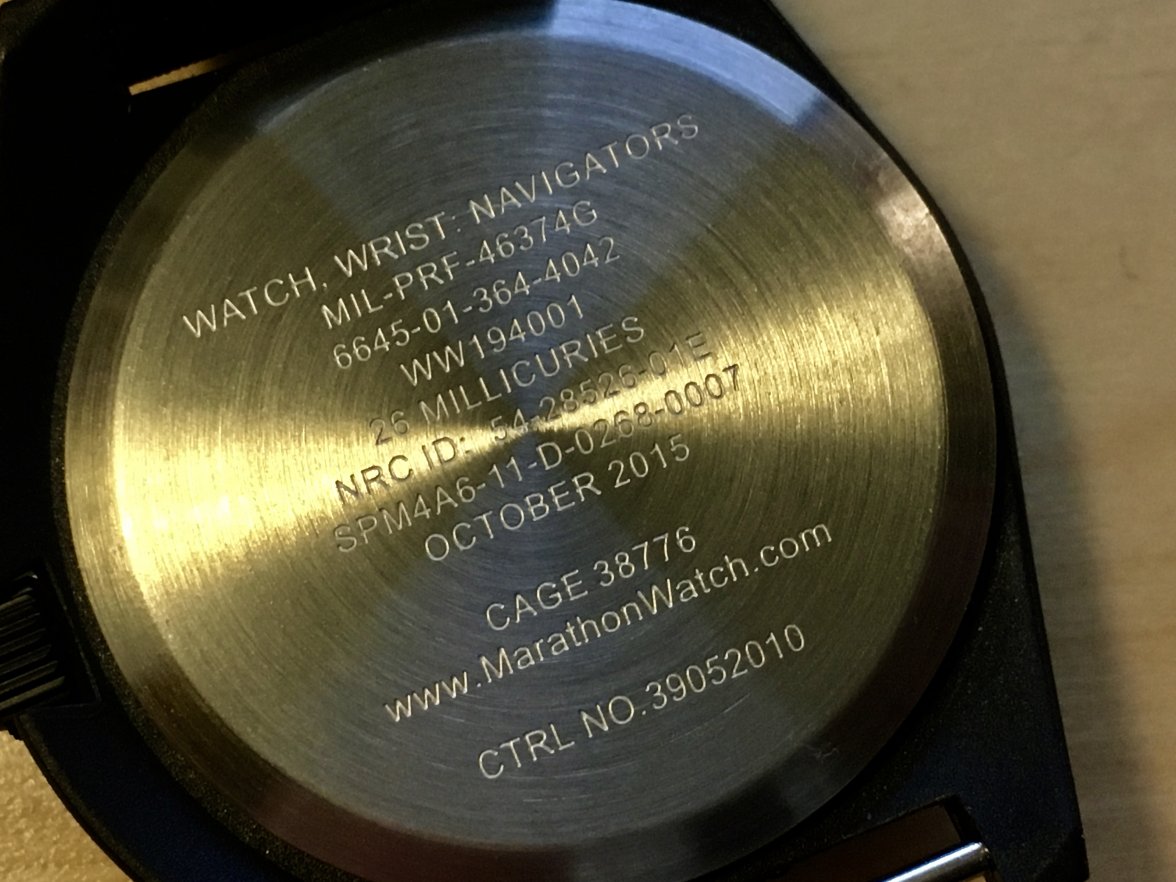 WATCH, WRIST: NAVIGATORS
MIL-PRF-46374G
6645-01-364-4042
WW194001
26 MILLICURIES
NRC ID: 54-28526-01E
SPM4A6-11-D-0268-0007
OCTOBER 2015
CAGE 38776
www.MarathonWatch.com
CTRL NO.39052010